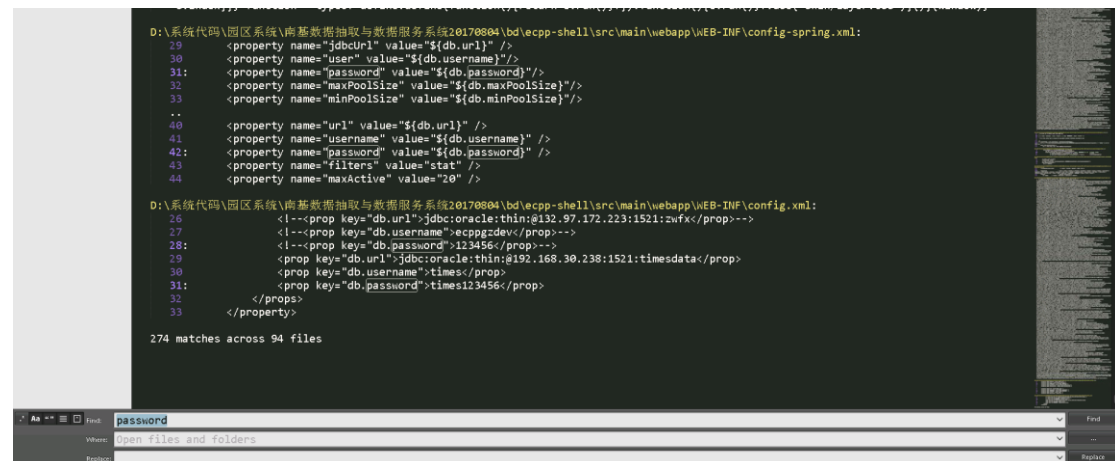 D:\系统代码\园区系统\南基数据抽取与数据服务系统20170804\bd\ecpp-shell\src\main\webapp\WEB-INF\config-spring.xml:
29 <property name="jdbcUrl" value="${db.url}" />
30 <property name="user" value="${db.username}"/>
31: <property name="password" value="${db.password}"/>
32 <property name="maxPoolSize" value="${db.maxPoolSize}"/>
33 <property name="minPoolSize" value="${db.minPoolSize}"/>
..
40 <property name="url" value="${db.url}" />
41 <property name="username" value="${db.username}" />
42: <property name="password" value="${db.password}" />
43 <property name="filters" value="stat" />
44 <property name="maxActive" value="20" />
D:\系统代码\园区系统\南基数据抽取与数据服务系统20170804\bd\ecpp-shell\src\main\webapp\WEB-INF\config.xml:
26 <!--<prop key="db.url">jdbc:oracle:thin:@132.97.172.223:1521:zwfx</prop>-->
27 <!--<prop key="db.username">ecppgzdev</prop>-->
28: <!--<prop key="db.password">123456</prop>-->
29 <prop key="db.url">jdbc:oracle:thin:@192.168.30.238:1521:timesdata</prop>
30 <prop key="db.username">times</prop>
31: <prop key="db.password">times123456</prop>
32 </props>
33 </property>
274 matches across 94 files
.* Aa "" Find: password Find
Where: Open files and folders ...
Replace: Replace